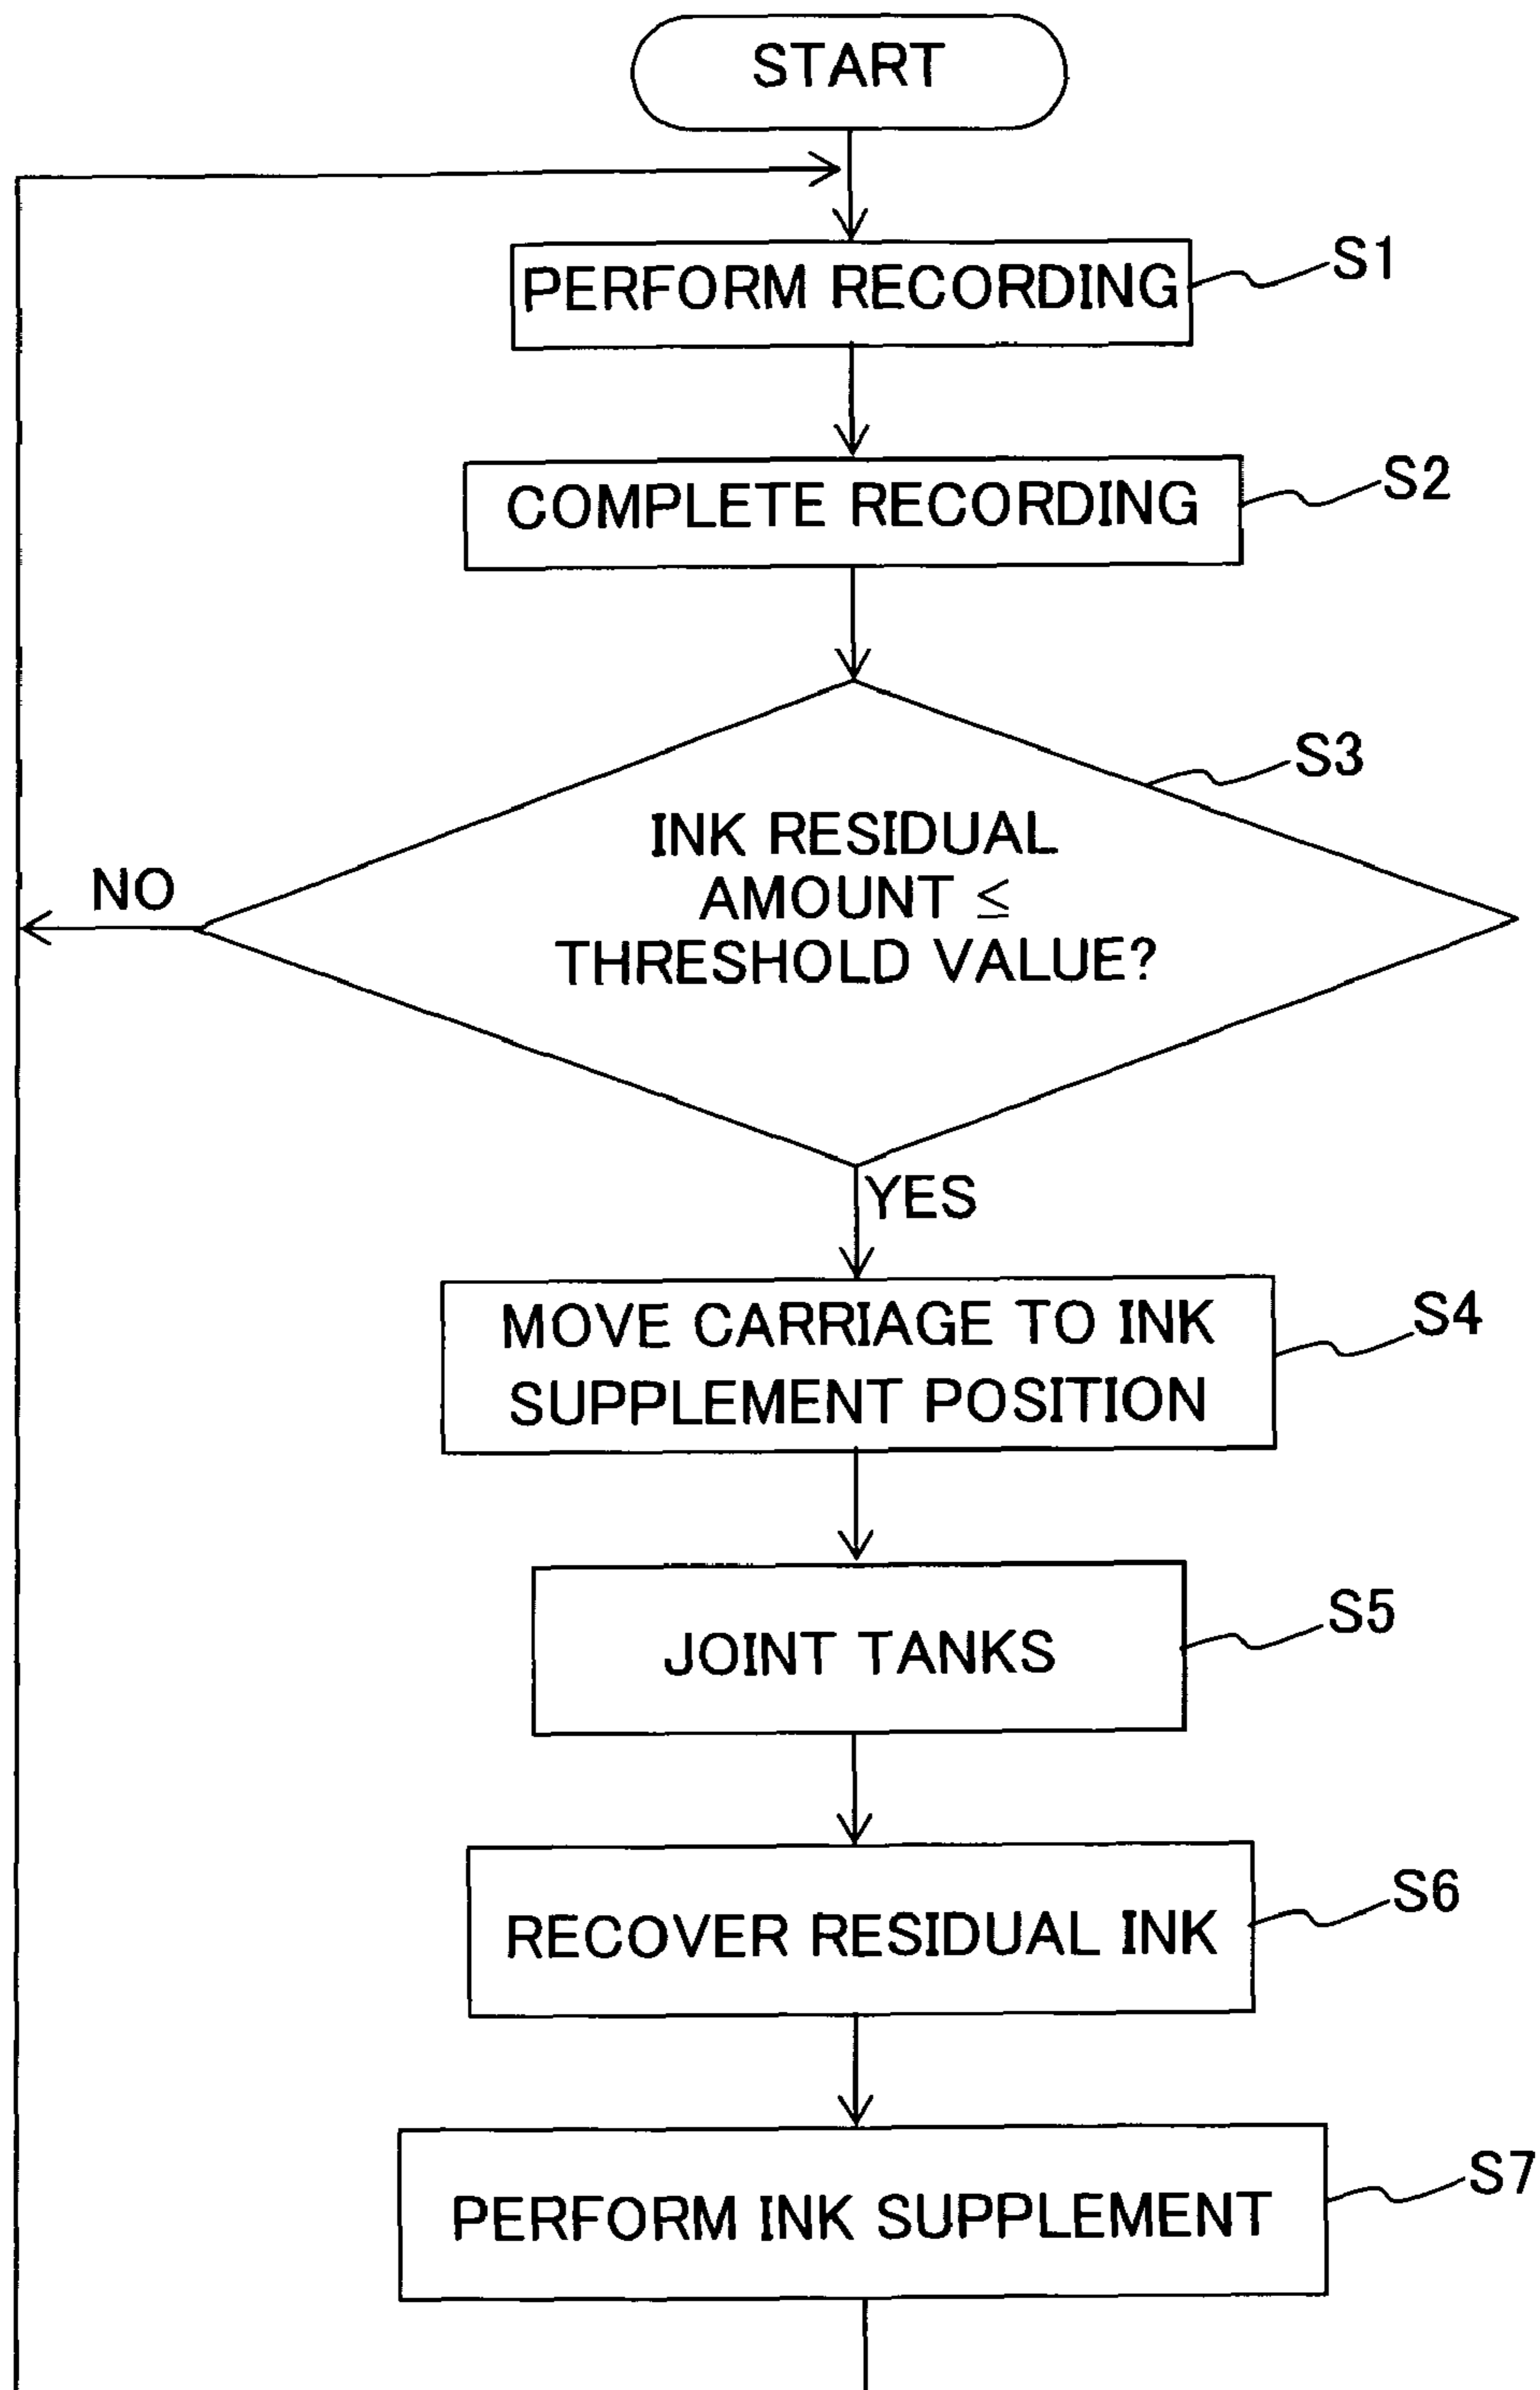 START
PERFORM RECORDING
S1
COMPLETE RECORDING
S2
S3
INK RESIDUAL
AMOUNT ≤
THRESHOLD VALUE?
NO
YES
MOVE CARRIAGE TO INK
SUPPLEMENT POSITION
S4
JOINT TANKS
S5
RECOVER RESIDUAL INK
S6
PERFORM INK SUPPLEMENT
S7